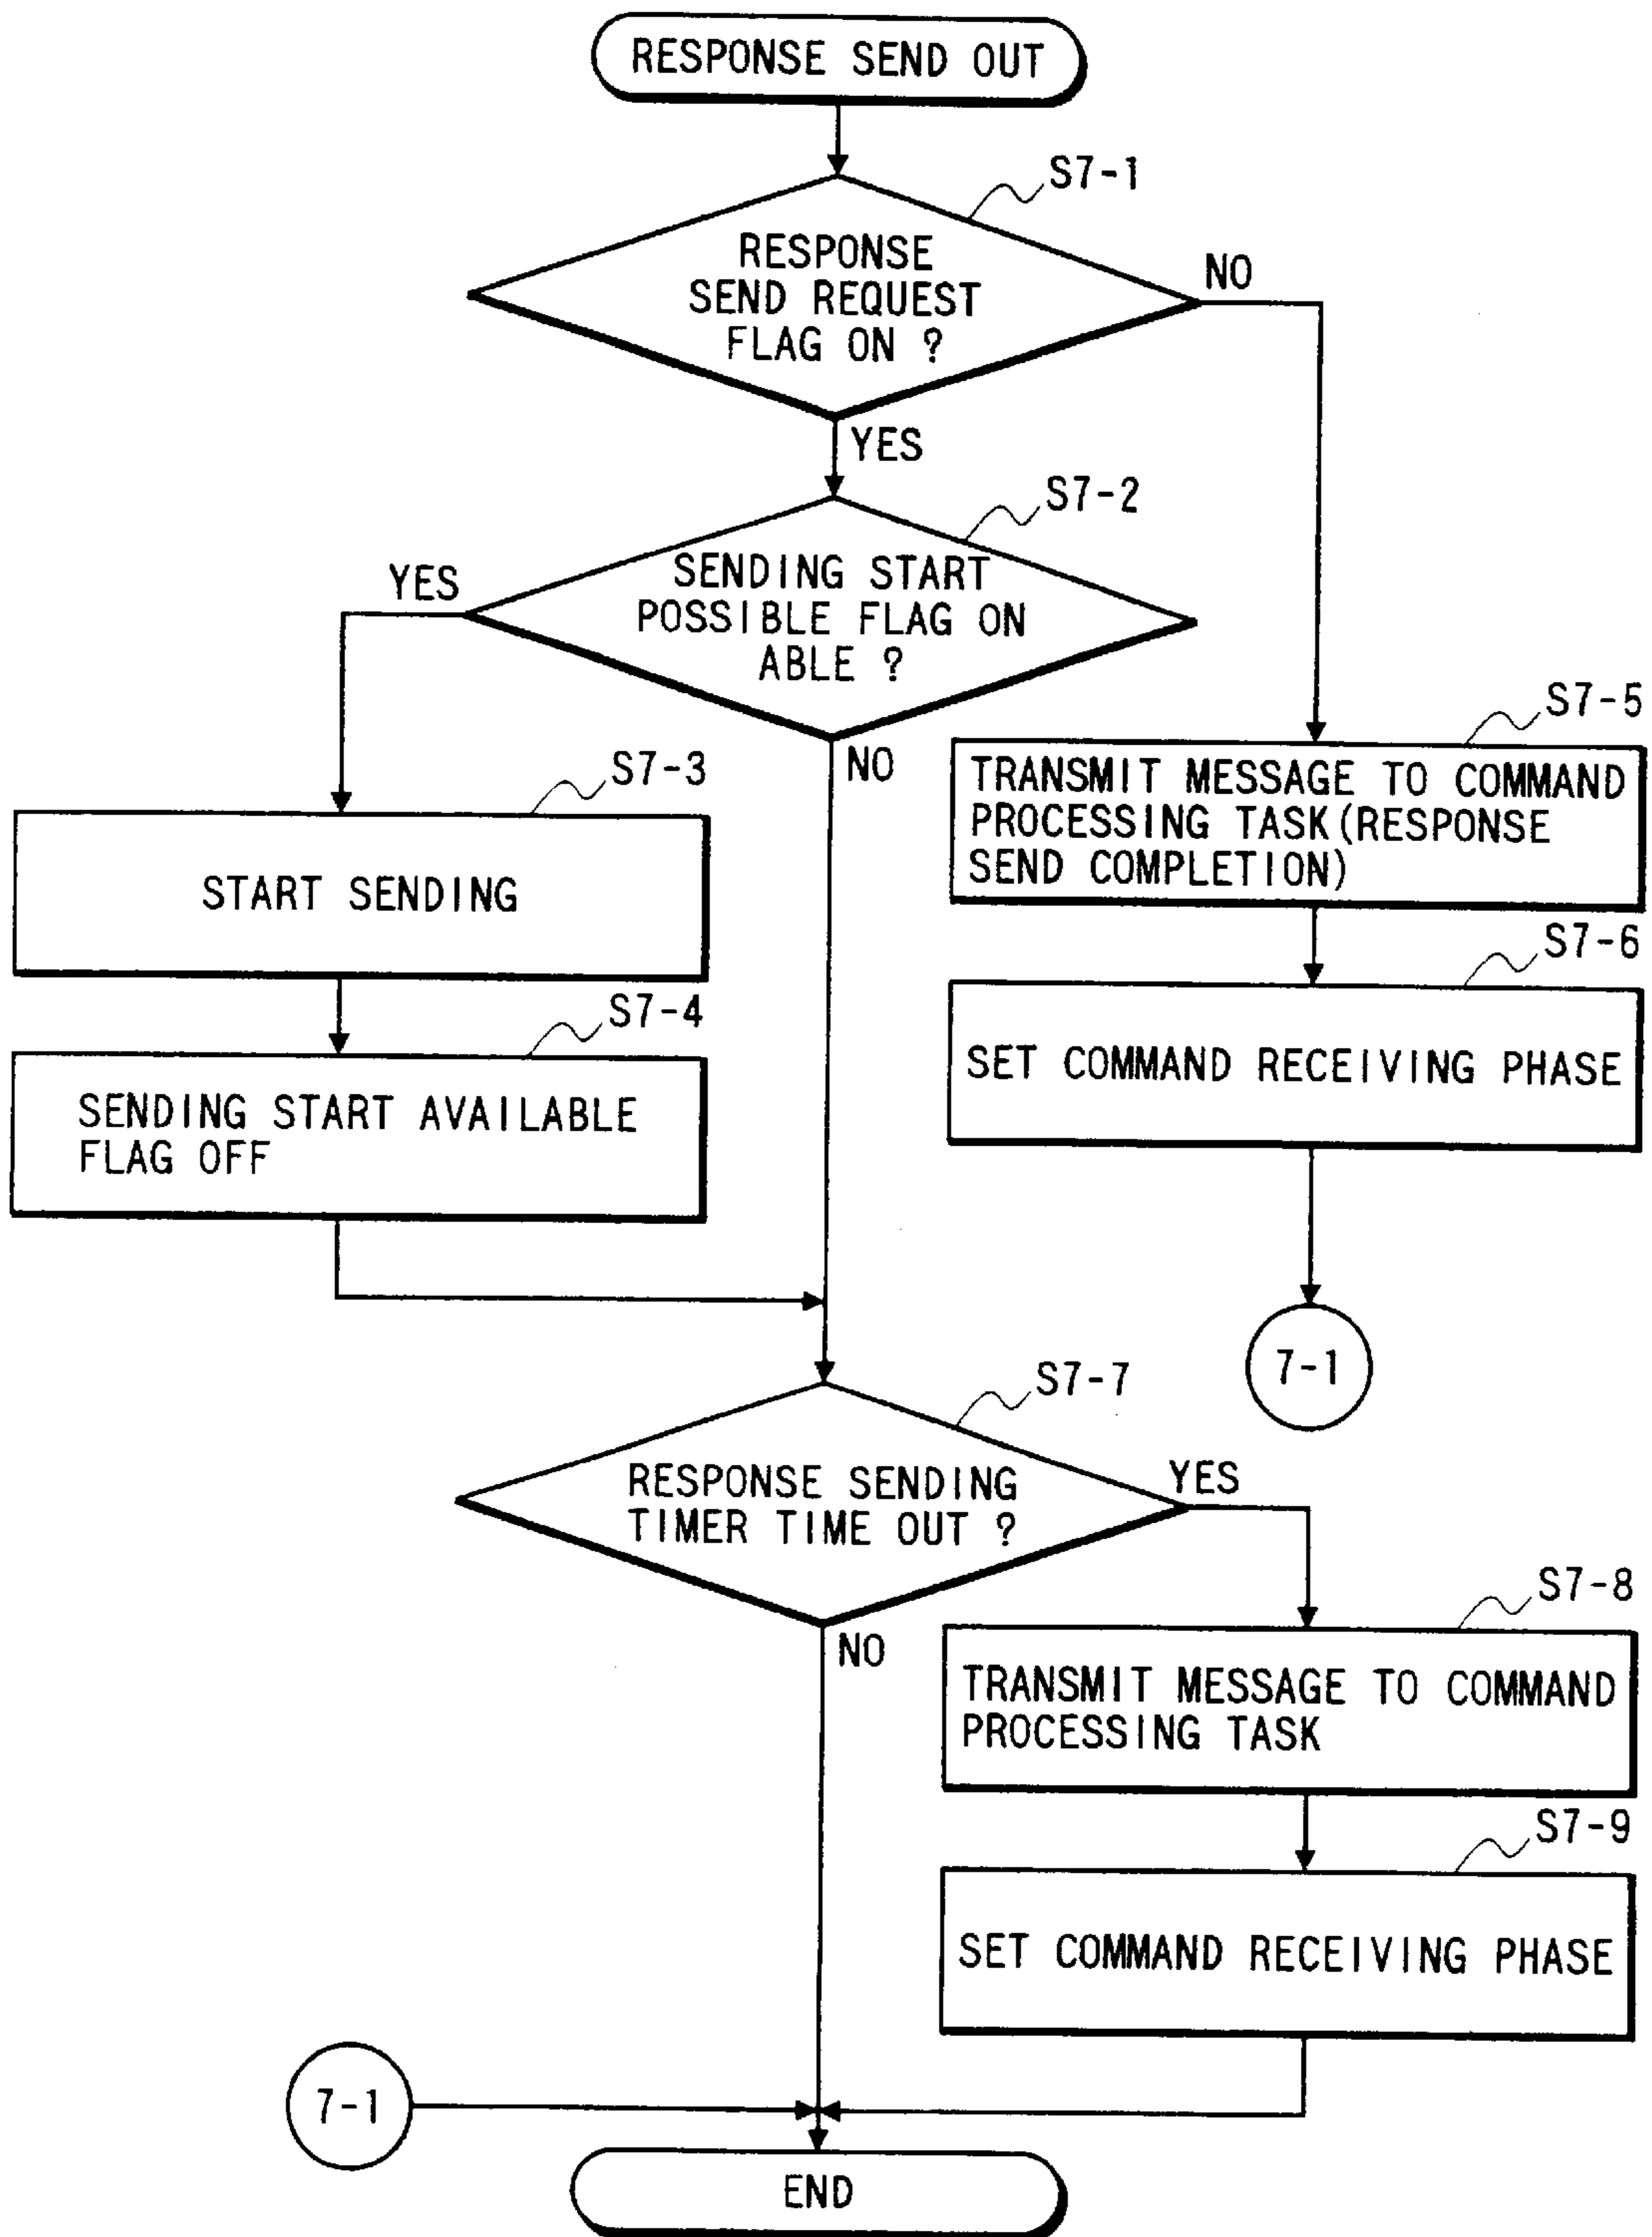 RESPONSE SEND OUT
S7-1
RESPONSE
SEND REQUEST
FLAG ON ?
NO
YES
S7-2
SENDING START
POSSIBLE FLAG ON
ABLE ?
YES
NO
S7-5
TRANSMIT MESSAGE TO COMMAND
PROCESSING TASK(RESPONSE
SEND COMPLETION)
S7-3
START SENDING
S7-6
SET COMMAND RECEIVING PHASE
S7-4
SENDING START AVAILABLE
FLAG OFF
7-1
S7-7
RESPONSE SENDING
TIMER TIME OUT ?
YES
NO
S7-8
TRANSMIT MESSAGE TO COMMAND
PROCESSING TASK
S7-9
SET COMMAND RECEIVING PHASE
7-1
END